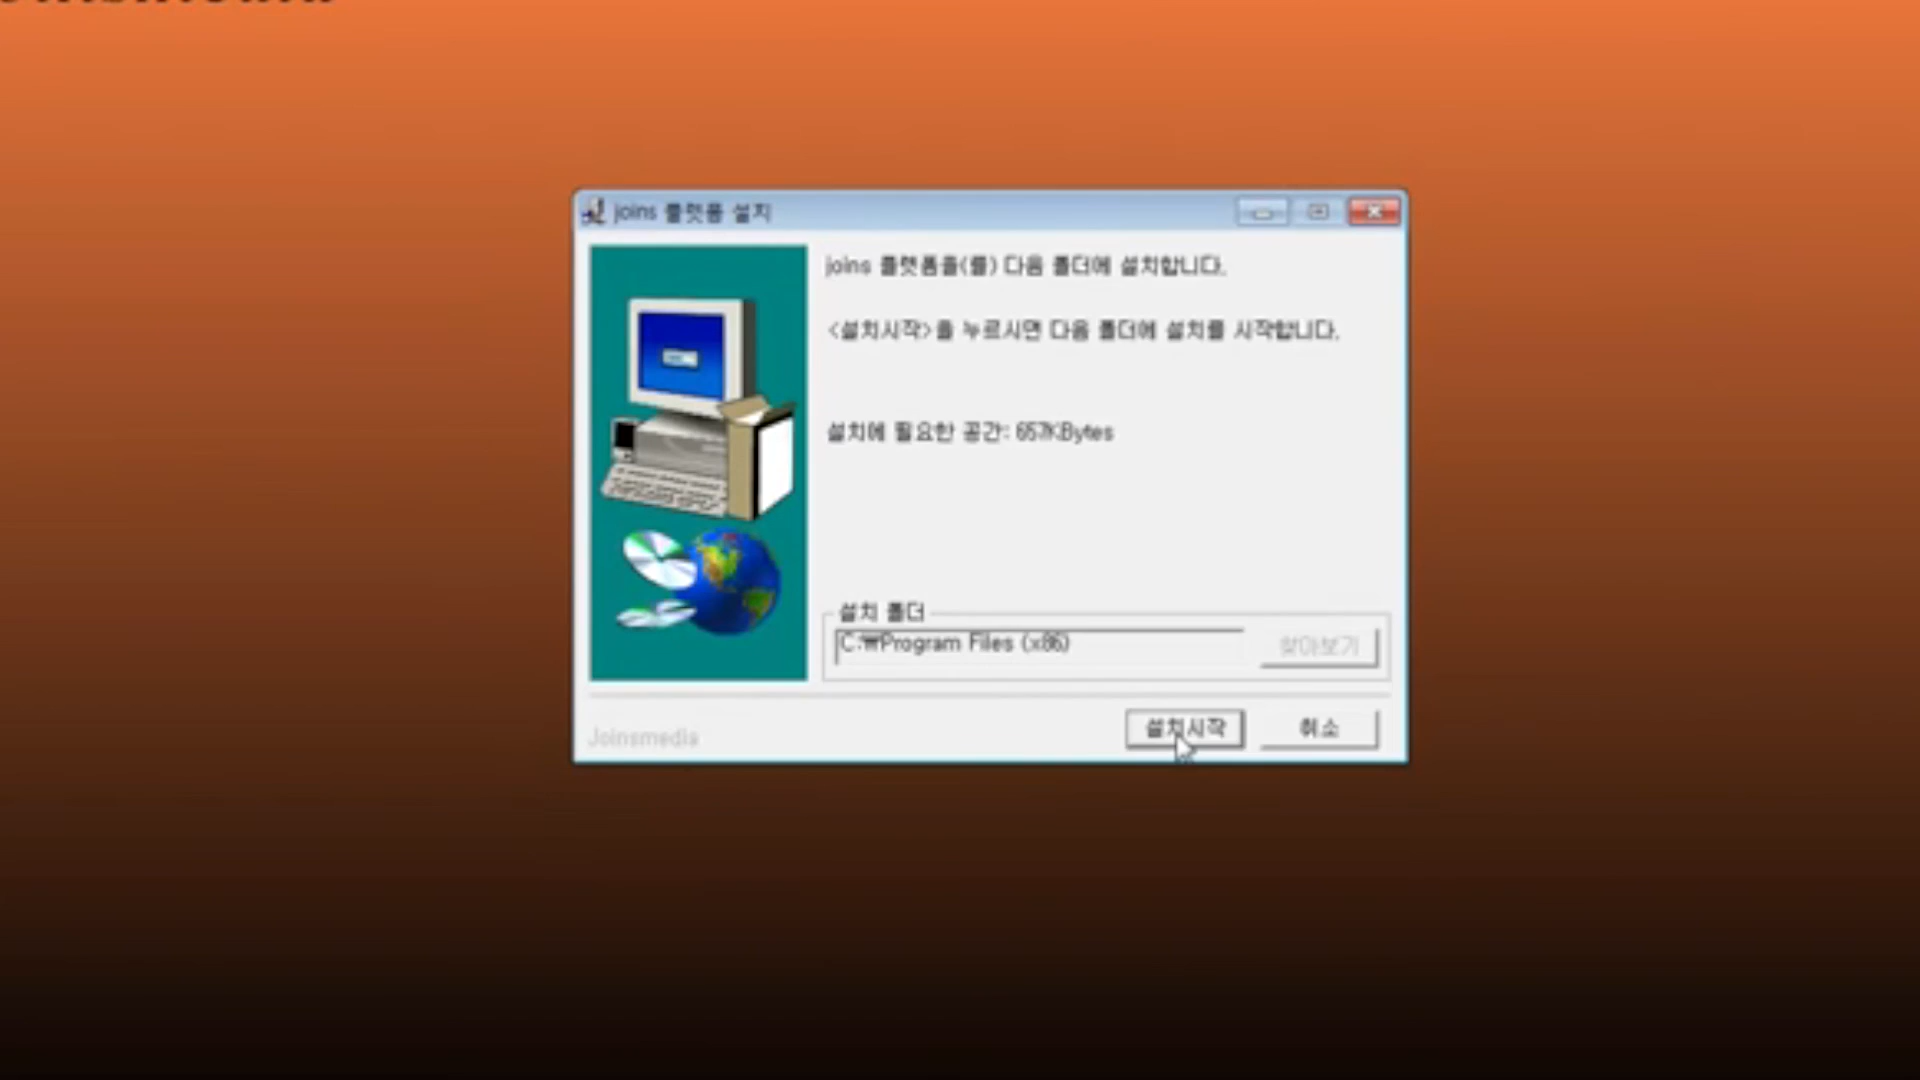 joins 플랫폼 설치
joins 플랫폼을(를) 다음 폴더에 설치합니다.
<설치시작>을 누르시면 다음 폴더에 설치를 시작합니다.
설치에 필요한 공간: 657KBytes
설치 폴더
C:₩Program Files (x86)
찾아보기
Joinsmedia
설치시작
취소